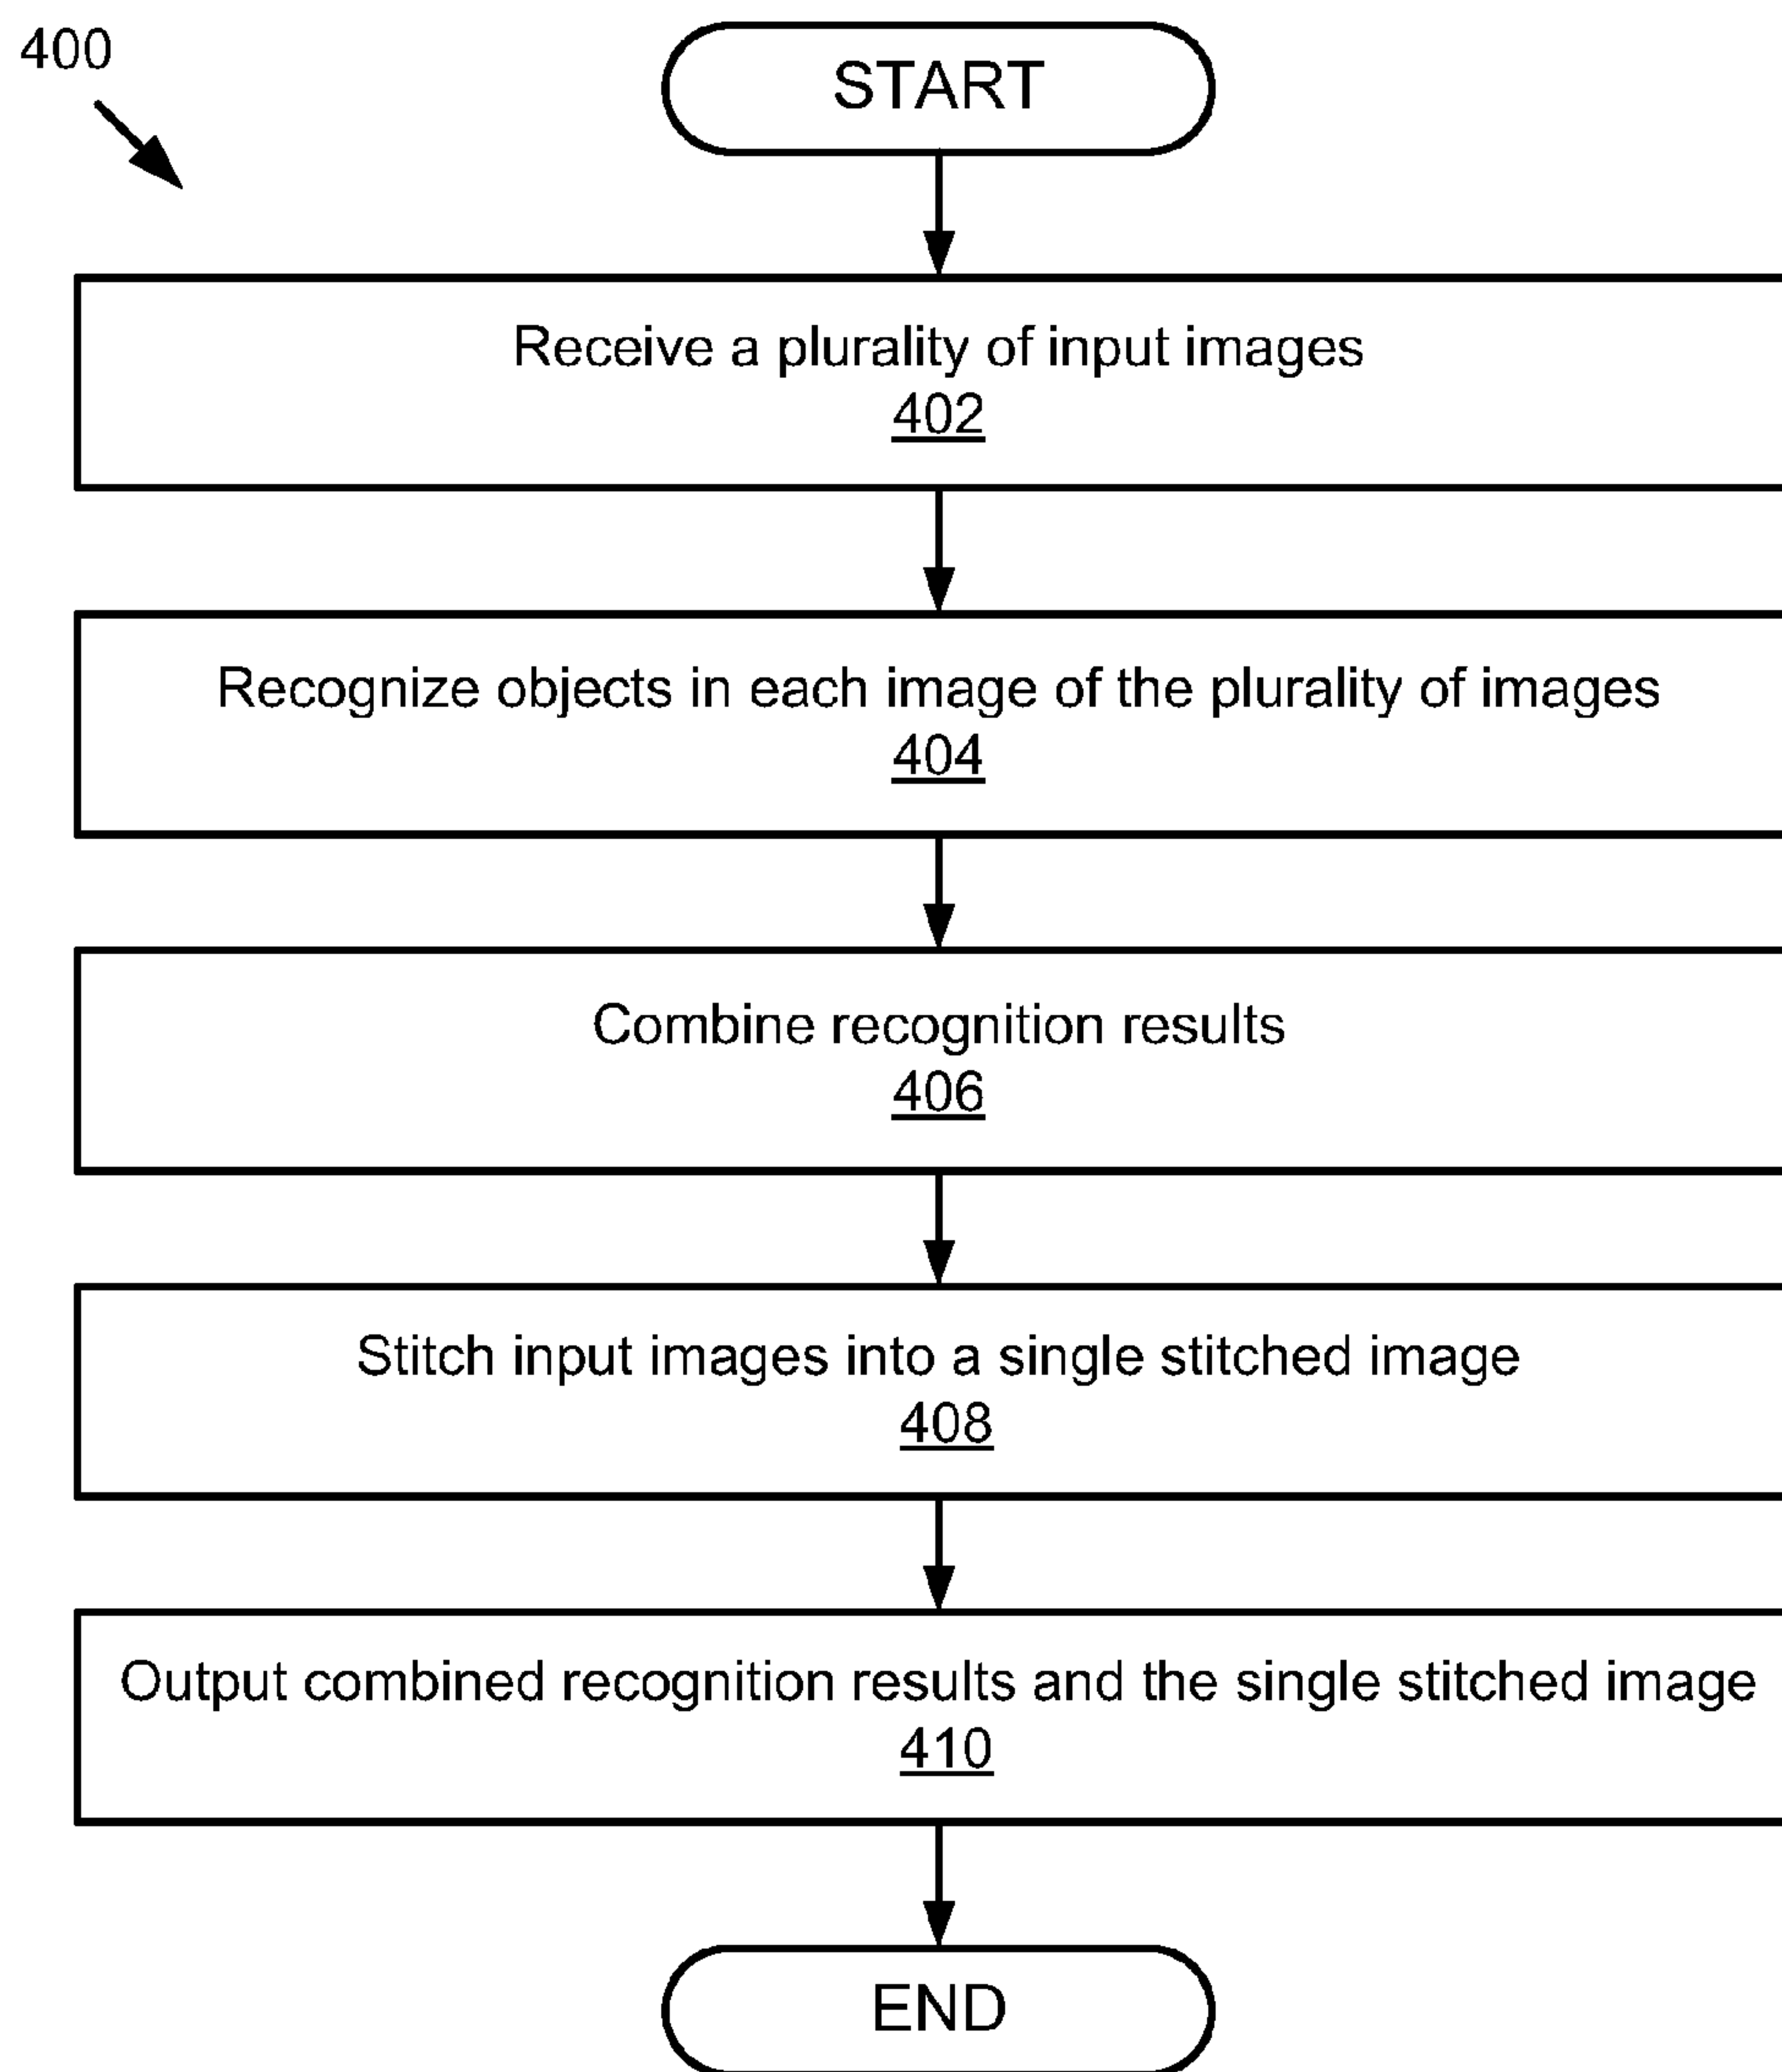 400
START
Receive a plurality of input images
402
Recognize objects in each image of the plurality of images
404
Combine recognition results
406
Stitch input images into a single stitched image
408
Output combined recognition results and the single stitched image
410
END